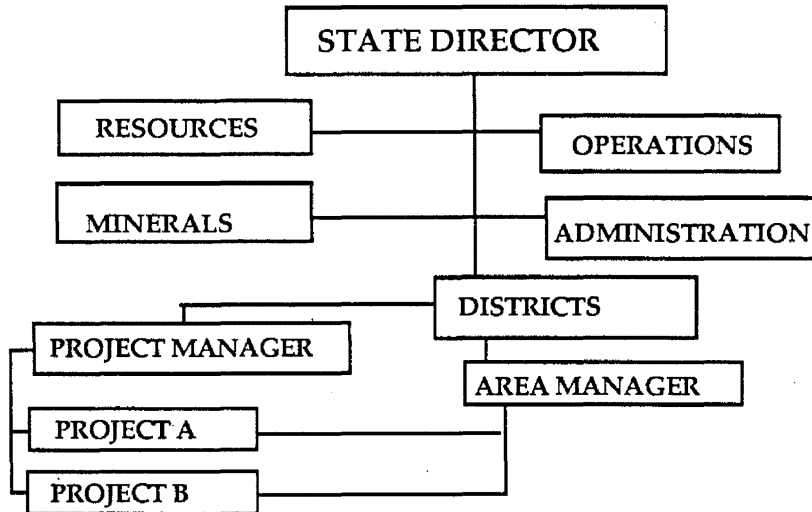 STATE DIRECTOR
RESOURCES
OPERATIONS
MINERALS
ADMINISTRATION
DISTRICTS
PROJECT MANAGER
AREA MANAGER
PROJECT A
PROJECT B